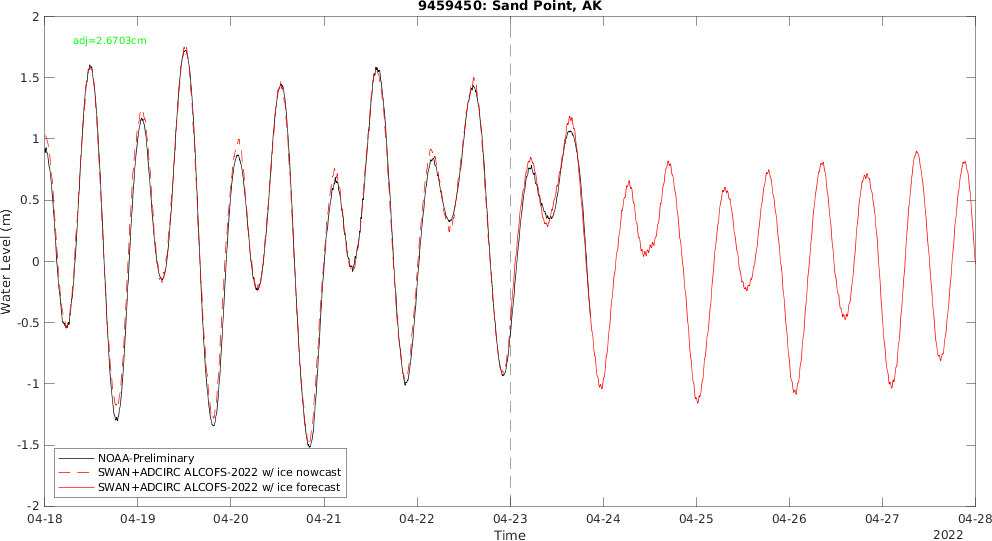 9459450: Sand Point, AK
adj=2.6703cm
Water Level (m)
2
1.5
1
0.5
0
-0.5
-1
-1.5
-2
NOAA-Preliminary
SWAN+ADCIRC ALCOFS-2022 w/ ice nowcast
SWAN+ADCIRC ALCOFS-2022 w/ ice forecast
04-18 04-19 04-20 04-21 04-22 04-23 04-24 04-25 04-26 04-27 04-28
Time
2022